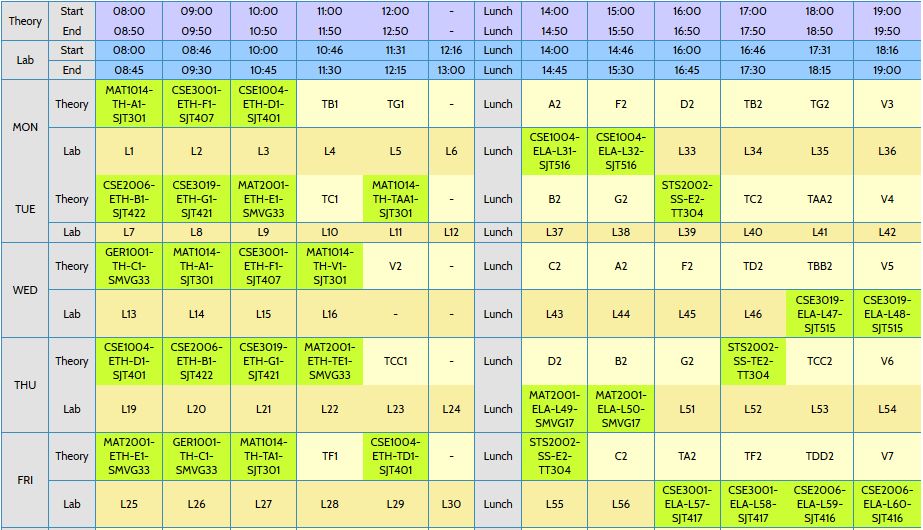 Theory Start 08:00 09:00 10:00 11:00 12:00 - Lunch 14:00 15:00 16:00 17:00 18:00 19:00
End 08:50 09:50 10:50 11:50 12:50 - Lunch 14:50 15:50 16:50 17:50 18:50 19:50
Lab Start 08:00 08:46 10:00 10:46 11:31 12:16 Lunch 14:00 14:46 16:00 16:46 17:31 18:16
End 08:45 09:30 10:45 11:30 12:15 13:00 Lunch 14:45 15:30 16:45 17:30 18:15 19:00
MON Theory MAT1014-TH-A1-SJT301 CSE3001-ETH-F1-SJT407 CSE1004-ETH-D1-SJT401 TB1 TG1 - Lunch A2 F2 D2 TB2 TG2 V3
Lab L1 L2 L3 L4 L5 L6 Lunch CSE1004-ELA-L31-SJT516 CSE1004-ELA-L32-SJT516 L33 L34 L35 L36
TUE Theory CSE2006-ETH-B1-SJT422 CSE3019-ETH-G1-SJT421 MAT2001-ETH-E1-SMVG33 TC1 MAT1014-TH-TAA1-SJT301 - Lunch B2 G2 STS2002-SS-E2-TT304 TC2 TAA2 V4
Lab L7 L8 L9 L10 L11 L12 Lunch L37 L38 L39 L40 L41 L42
WED Theory GER1001-TH-C1-SMVG33 MAT1014-TH-A1-SJT301 CSE3001-ETH-F1-SJT407 MAT1014-TH-V1-SJT301 V2 - Lunch C2 A2 F2 TD2 TBB2 V5
Lab L13 L14 L15 L16 - - Lunch L43 L44 L45 L46 CSE3019-ELA-L47-SJT515 CSE3019-ELA-L48-SJT515
THU Theory CSE1004-ETH-D1-SJT401 CSE2006-ETH-B1-SJT422 CSE3019-ETH-G1-SJT421 MAT2001-ETH-TE1-SMVG33 TCC1 - Lunch D2 B2 G2 STS2002-SS-TE2-TT304 TCC2 V6
Lab L19 L20 L21 L22 L23 L24 Lunch MAT2001-ELA-L49-SMVG17 MAT2001-ELA-L50-SMVG17 L51 L52 L53 L54
FRI Theory MAT2001-ETH-E1-SMVG33 GER1001-TH-C1-SMVG33 MAT1014-TH-TA1-SJT301 TF1 CSE1004-ETH-TD1-SJT401 - Lunch STS2002-SS-E2-TT304 C2 TA2 TF2 TDD2 V7
Lab L25 L26 L27 L28 L29 L30 Lunch L55 L56 CSE3001-ELA-L57-SJT417 CSE3001-ELA-L58-SJT417 CSE2006-ELA-L59-SJT416 CSE2006-ELA-L60-SJT416